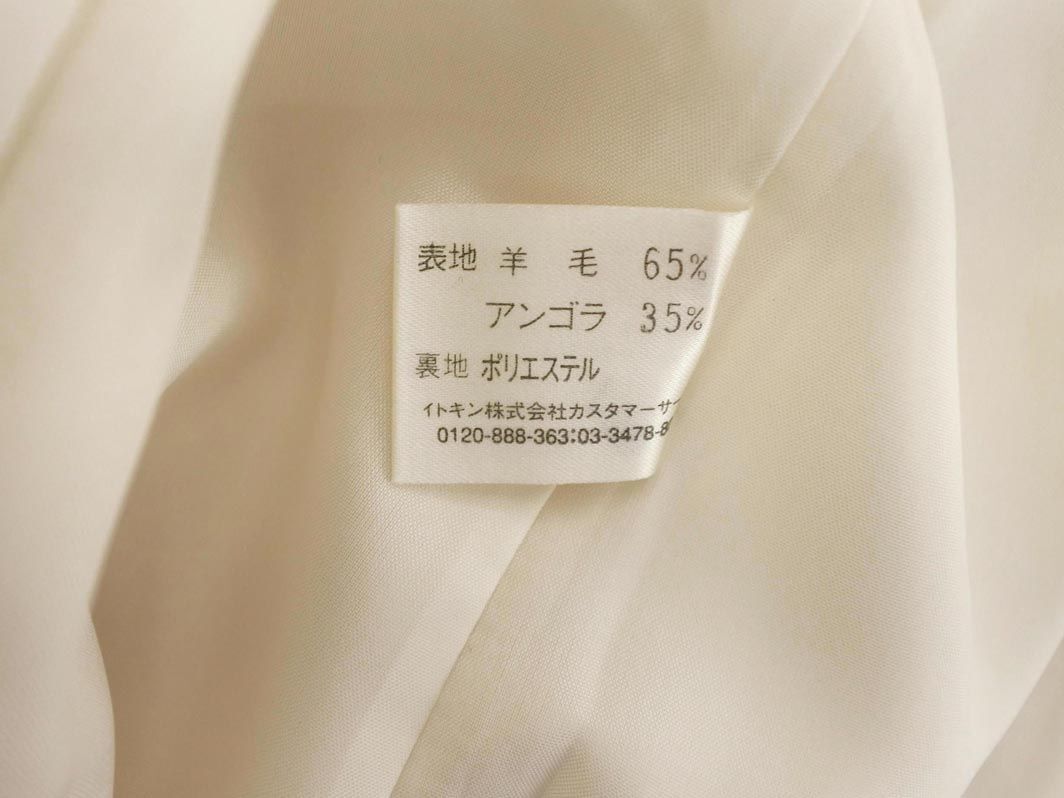 表地 羊 毛 65%
アンゴラ 35%
裏地 ポリエステル
イトキン株式会社カスタマーサ
0120-888-363:03-3478-8